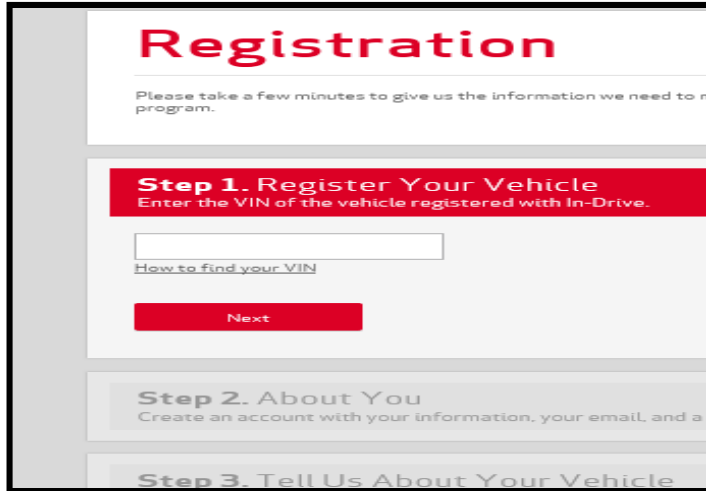 Registration
Please take a few minutes to give us the information we need to
program.
Step 1. Register Your Vehicle
Enter the VIN of the vehicle registered with In-Drive.
How to find your VIN
Next
Step 2. About You
Create an account with your information, your email, and a
Step 3. Tell Us About Your Vehicle